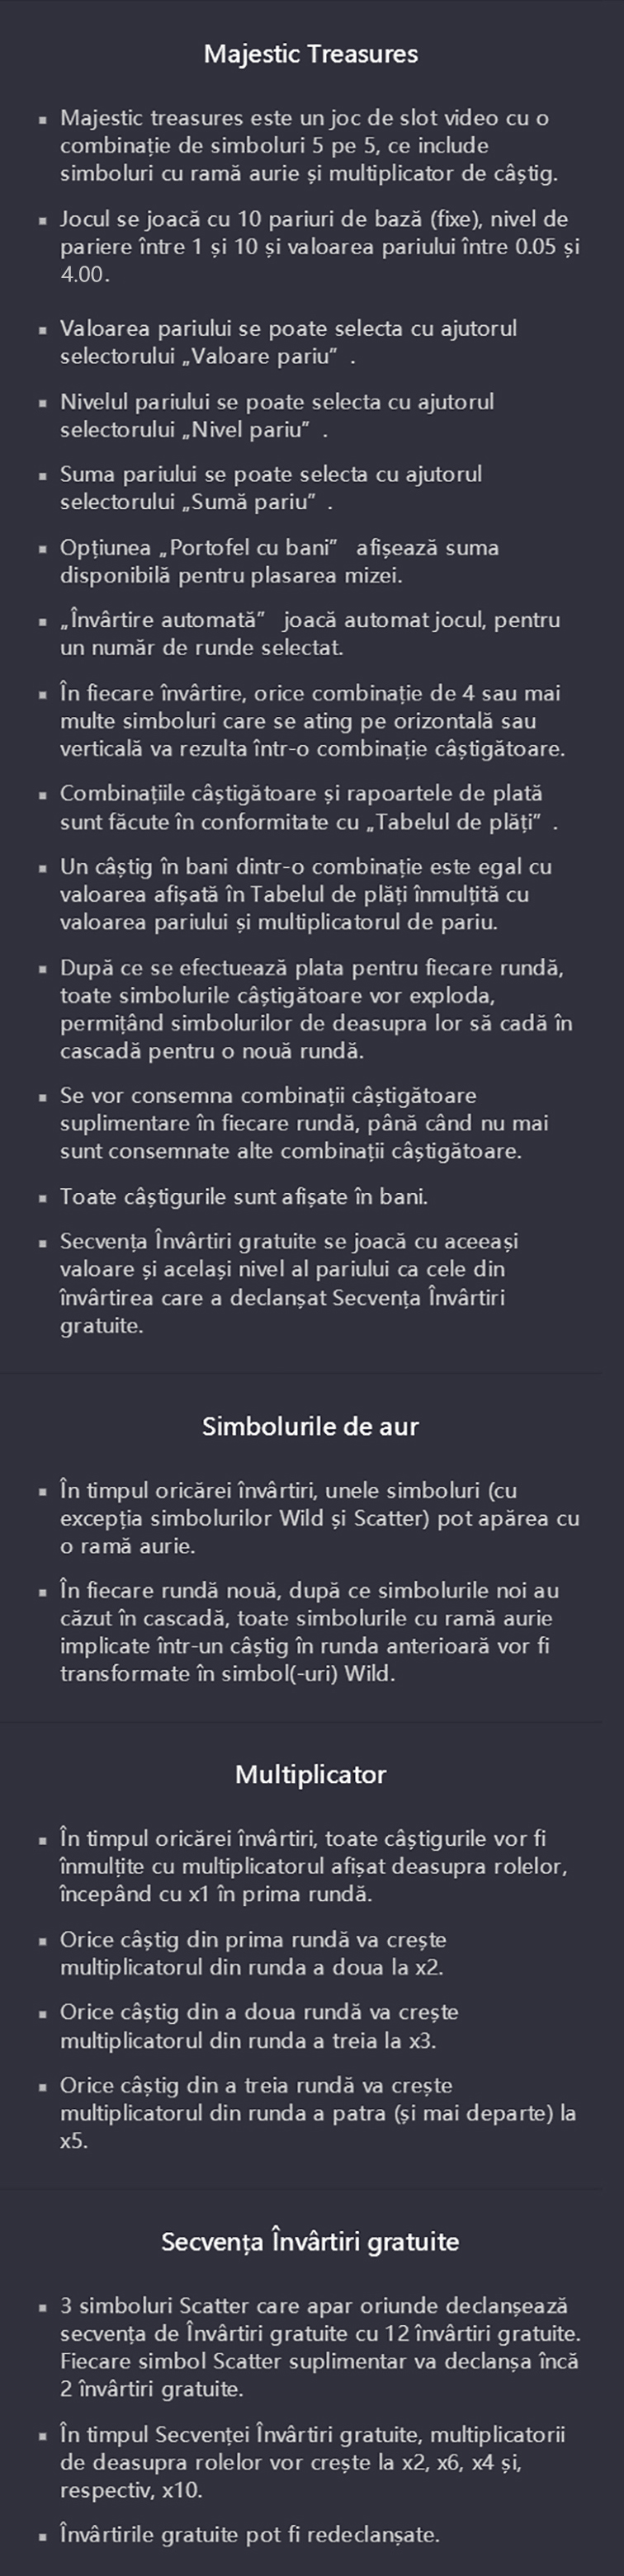 Majestic Treasures
▪ Majestic treasures este un joc de slot video cu o
combinație de simboluri 5 pe 5, ce include
simboluri cu ramă aurie și multiplicator de câștig.
▪ Jocul se joacă cu 10 pariuri de bază (fixe), nivel de
pariere între 1 și 10 și valoarea pariului între 0.05 și
4.00.
▪ Valoarea pariului se poate selecta cu ajutorul
selectorului „Valoare pariu” .
▪ Nivelul pariului se poate selecta cu ajutorul
selectorului „Nivel pariu” .
▪ Suma pariului se poate selecta cu ajutorul
selectorului „Sumă pariu” .
▪ Opțiunea „Portofel cu bani” afișează suma
disponibilă pentru plasarea mizei.
▪ „Învârtire automată” joacă automat jocul, pentru
un număr de runde selectat.
▪ În fiecare învârtire, orice combinație de 4 sau mai
multe simboluri care se ating pe orizontală sau
verticală va rezulta într-o combinație câștigătoare.
▪ Combinațiile câștigătoare și rapoartele de plată
sunt făcute în conformitate cu „Tabelul de plăți” .
▪ Un câștig în bani dintr-o combinație este egal cu
valoarea afișată în Tabelul de plăți înmulțită cu
valoarea pariului și multiplicatorul de pariu.
▪ După ce se efectuează plata pentru fiecare rundă,
toate simbolurile câștigătoare vor exploda,
permițând simbolurilor de deasupra lor să cadă în
cascadă pentru o nouă rundă.
▪ Se vor consemna combinații câștigătoare
suplimentare în fiecare rundă, până când nu mai
sunt consemnate alte combinații câștigătoare.
▪ Toate câștigurile sunt afișate în bani.
▪ Secvența Învârtiri gratuite se joacă cu aceeași
valoare și același nivel al pariului ca cele din
învârtirea care a declanșat Secvența Învârtiri
gratuite.
Simbolurile de aur
▪ În timpul oricărei învârtiri, unele simboluri (cu
excepția simbolurilor Wild și Scatter) pot apărea cu
o ramă aurie.
▪ În fiecare rundă nouă, după ce simbolurile noi au
căzut în cascadă, toate simbolurile cu ramă aurie
implicate într-un câștig în runda anterioară vor fi
transformate în simbol(-uri) Wild.
Multiplicator
▪ În timpul oricărei învârtiri, toate câștigurile vor fi
înmulțite cu multiplicatorul afișat deasupra rolelor,
începând cu x1 în prima rundă.
▪ Orice câștig din prima rundă va crește
multiplicatorul din runda a doua la x2.
▪ Orice câștig din a doua rundă va crește
multiplicatorul din runda a treia la x3.
▪ Orice câștig din a treia rundă va crește
multiplicatorul din runda a patra (și mai departe) la
x5.
Secvența Învârtiri gratuite
▪ 3 simboluri Scatter care apar oriunde declanșează
secvența de Învârtiri gratuite cu 12 învârtiri gratuite.
Fiecare simbol Scatter suplimentar va declanșa încă
2 învârtiri gratuite.
▪ În timpul Secvenței Învârtiri gratuite, multiplicatorii
de deasupra rolelor vor crește la x2, x6, x4 și,
respectiv, x10.
▪ Învârtirile gratuite pot fi redeclanșate.